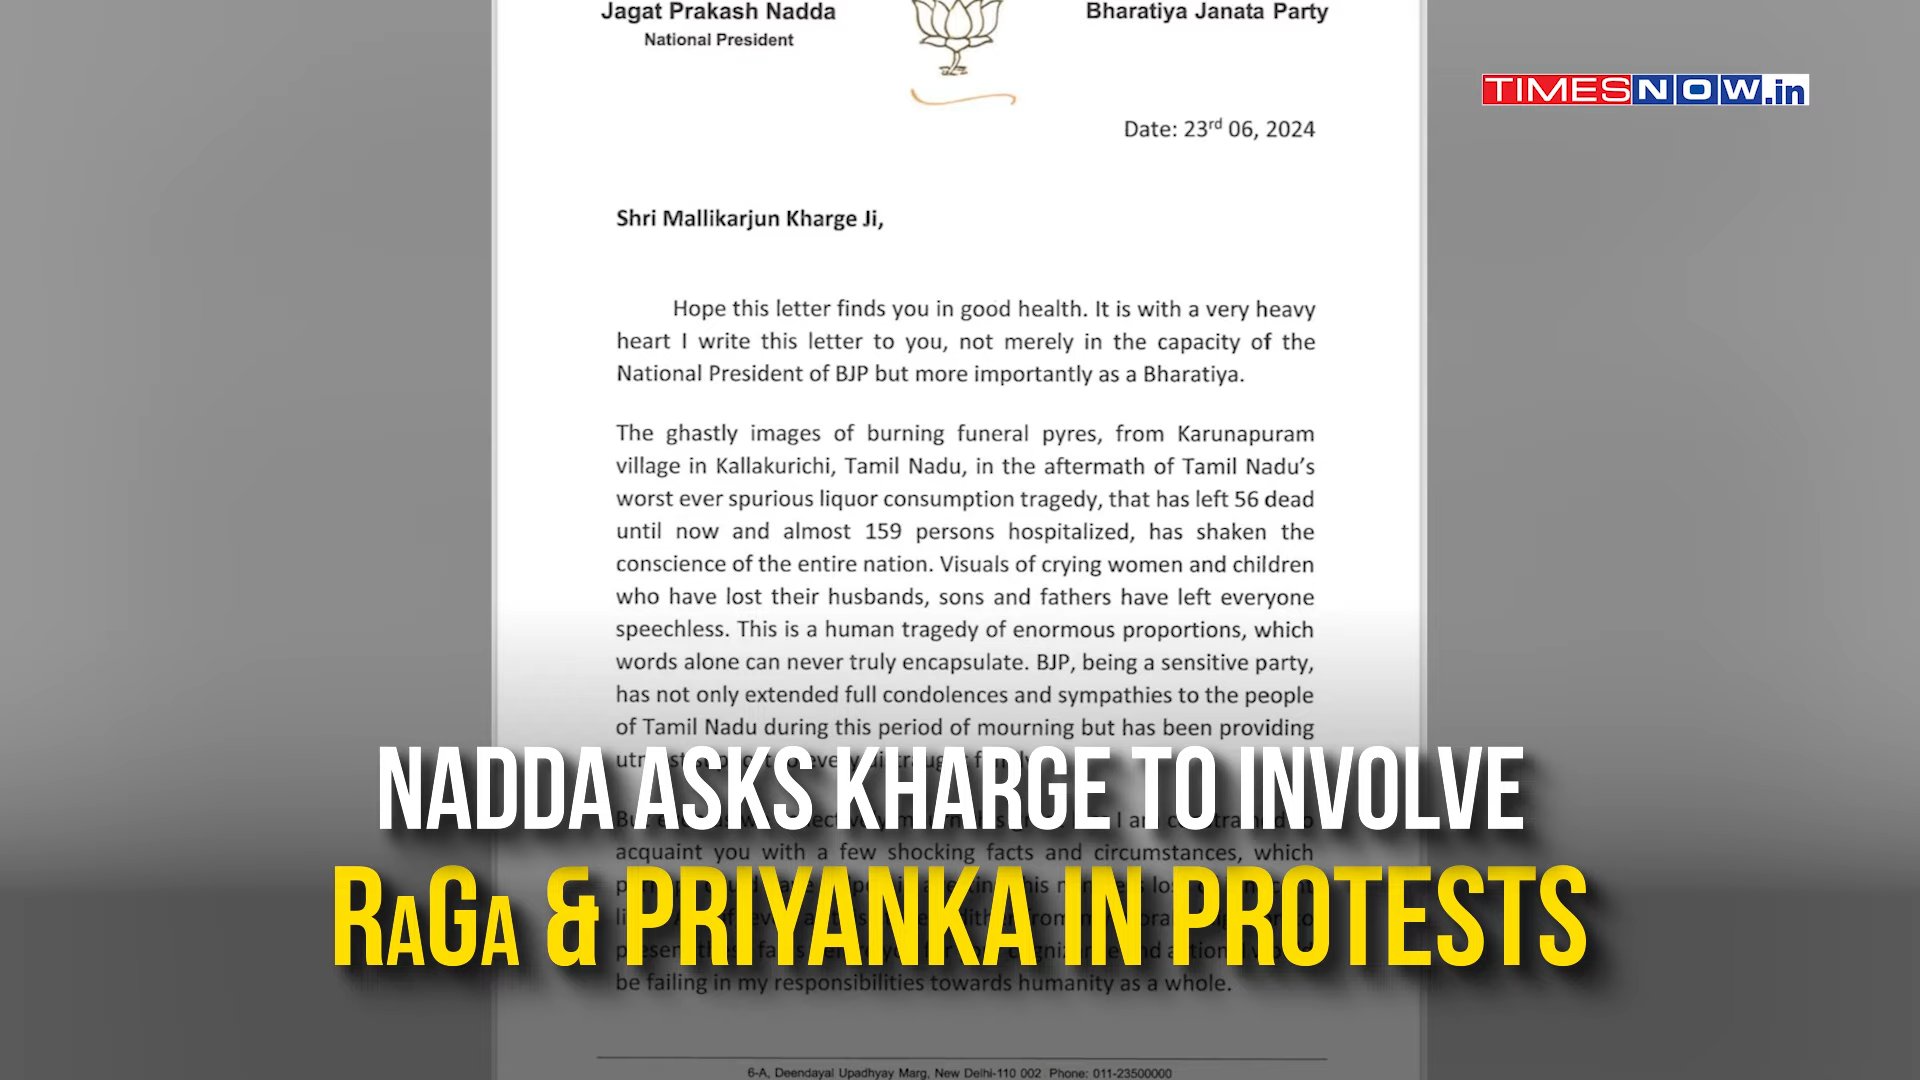 Jagat Prakash Nadda
National President
Bharatiya Janata Party
TIMESNOW.in
Date: 23rd 06, 2024
Shri Mallikarjun Kharge Ji,
Hope this letter finds you in good health. It is with a very heavy
heart I write this letter to you, not merely in the capacity of the
National President of BJP but more importantly as a Bharatiya.
The ghastly images of burning funeral pyres, from Karunapuram
village in Kallakurichi, Tamil Nadu, in the aftermath of Tamil Nadu's
worst ever spurious liquor consumption tragedy, that has left 56 dead
until now and almost 159 persons hospitalized, has shaken the
conscience of the entire nation. Visuals of crying women and children
who have lost their husbands, sons and fathers have left everyone
speechless. This is a human tragedy of enormous proportions, which
words alone can never truly encapsulate. BJP, being a sensitive party,
has not only extended full condolences and sympathies to the people
of Tamil Nadu during this period of mourning but has been providing
NADDA ASKS KHARGE TO INVOLVE
acquaint you with a few shocking facts and circumstances, which
RAGA & PRIYANKA IN PROTESTS
be failing in my responsibilities towards humanity as a whole.
6-A, Deendayal Upadhyay Marg, New Delhi-110 002 Phone: 011-23500000